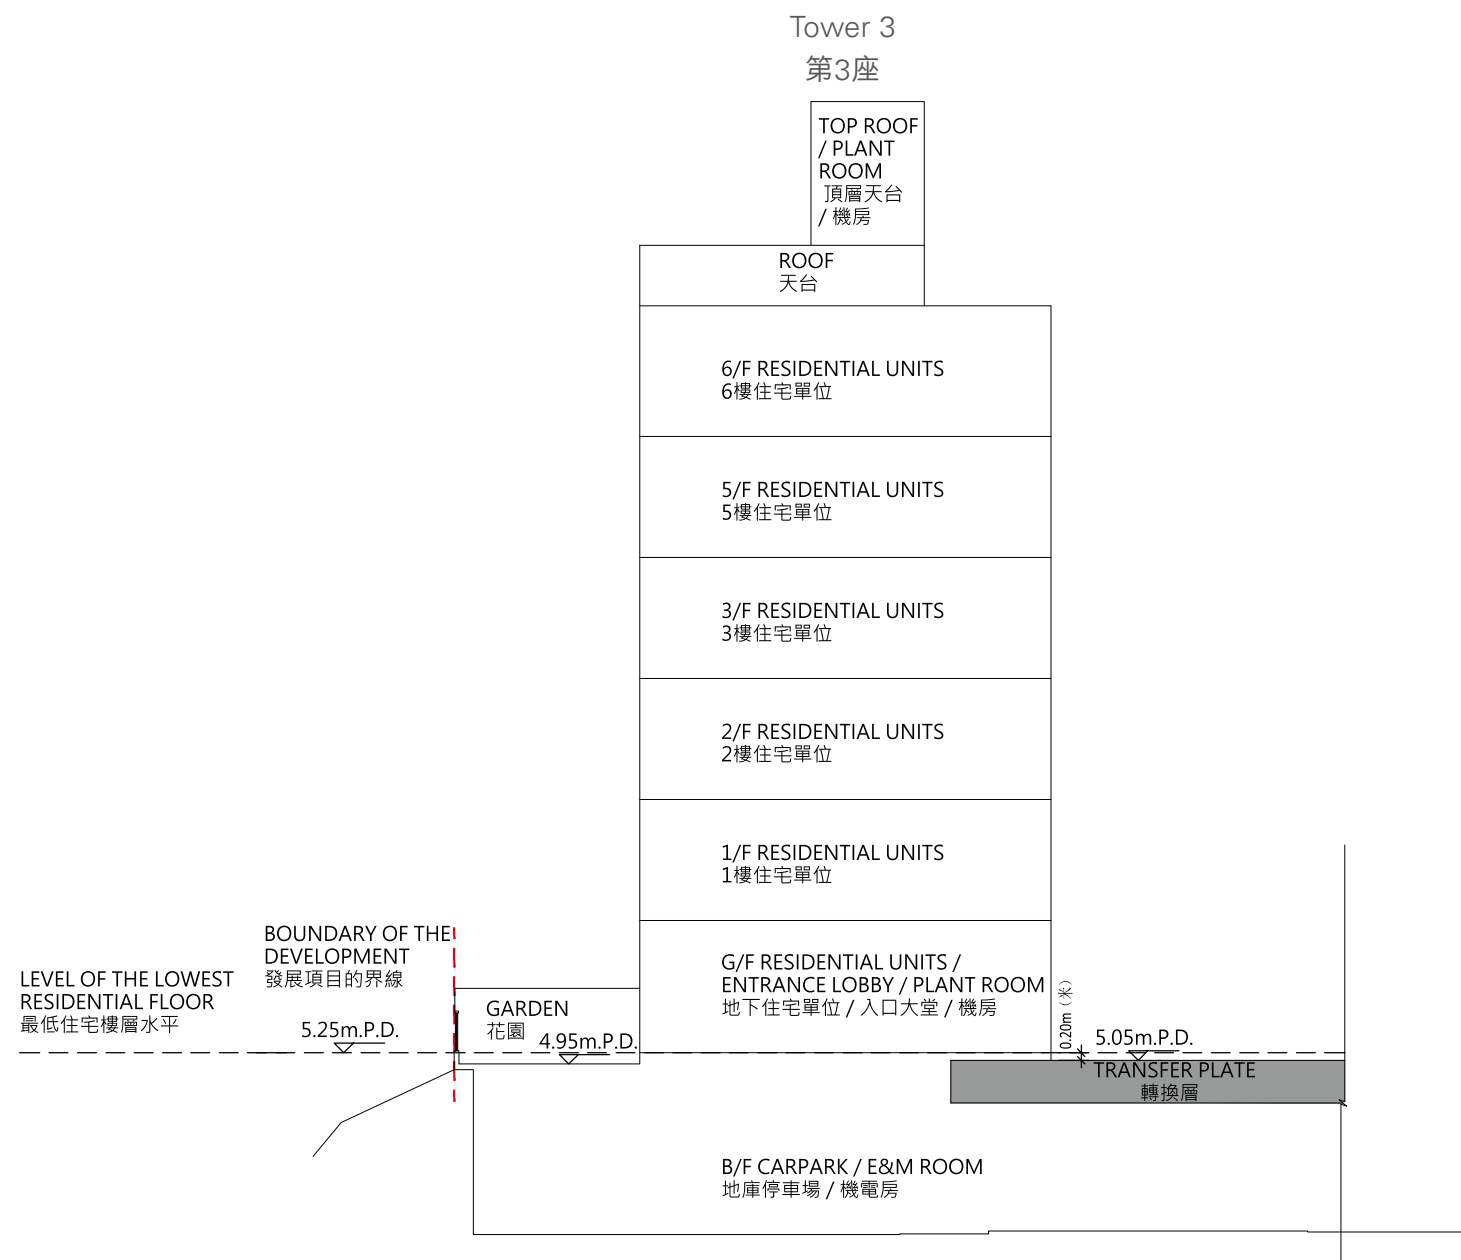 Tower 3
第3座
TOP ROOF
/ PLANT
ROOM
頂層天台
/ 機房
ROOF
天台
6/F RESIDENTIAL UNITS
6樓住宅單位
5/F RESIDENTIAL UNITS
5樓住宅單位
3/F RESIDENTIAL UNITS
3樓住宅單位
2/F RESIDENTIAL UNITS
2樓住宅單位
1/F RESIDENTIAL UNITS
1樓住宅單位
BOUNDARY OF THE
DEVELOPMENT
發展項目的界線
LEVEL OF THE LOWEST
RESIDENTIAL FLOOR
最低住宅樓層水平
5.25m.P.D.
GARDEN
花園
4.95m.P.D.
G/F RESIDENTIAL UNITS /
ENTRANCE LOBBY / PLANT ROOM
地下住宅單位 / 入口大堂 / 機房
0.20m (米)
5.05m.P.D.
TRANSFER PLATE
轉換層
B/F CARPARK / E&M ROOM
地庫停車場 / 機電房